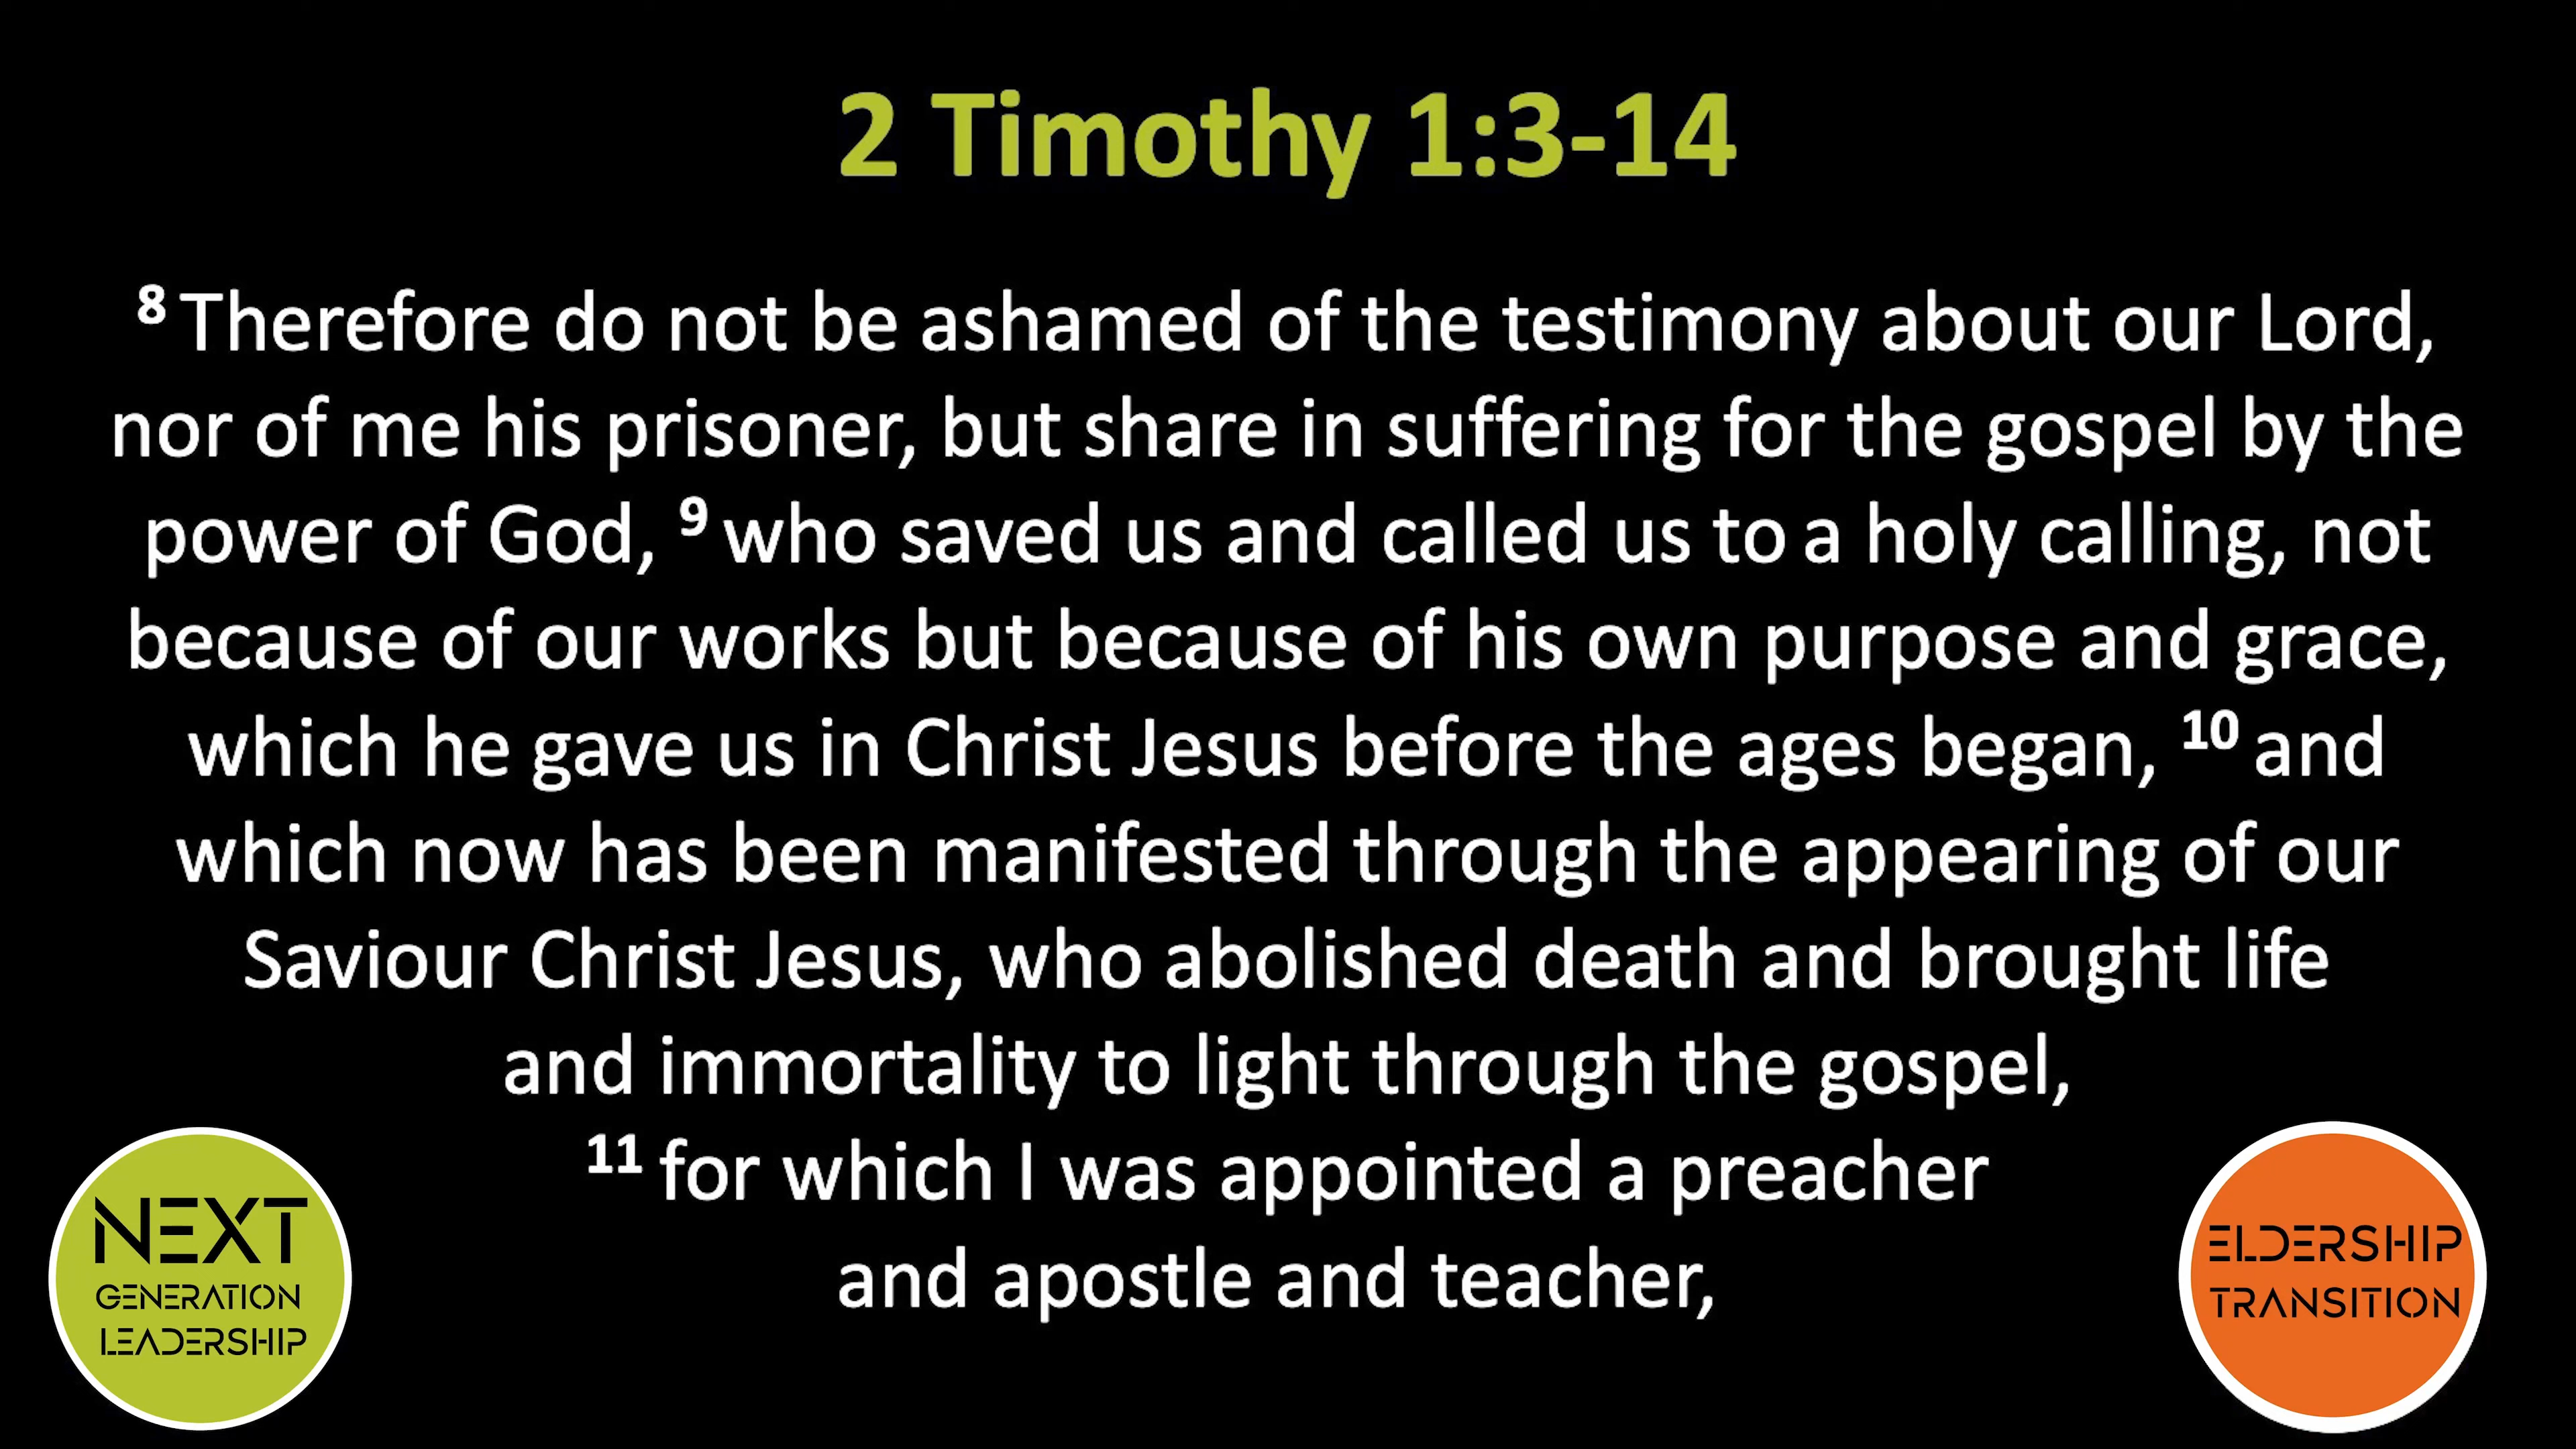 2 Timothy 1:3-14
8 Therefore do not be ashamed of the testimony about our Lord,
nor of me his prisoner, but share in suffering for the gospel by the
power of God, 9 who saved us and called us to a holy calling, not
because of our works but because of his own purpose and grace,
which he gave us in Christ Jesus before the ages began, 10 and
which now has been manifested through the appearing of our
Saviour Christ Jesus, who abolished death and brought life
and immortality to light through the gospel,
11 for which I was appointed a preacher
and apostle and teacher,
NEXT
GENERATION
LEADERSHIP
ELDERSHIP
TRANSITION